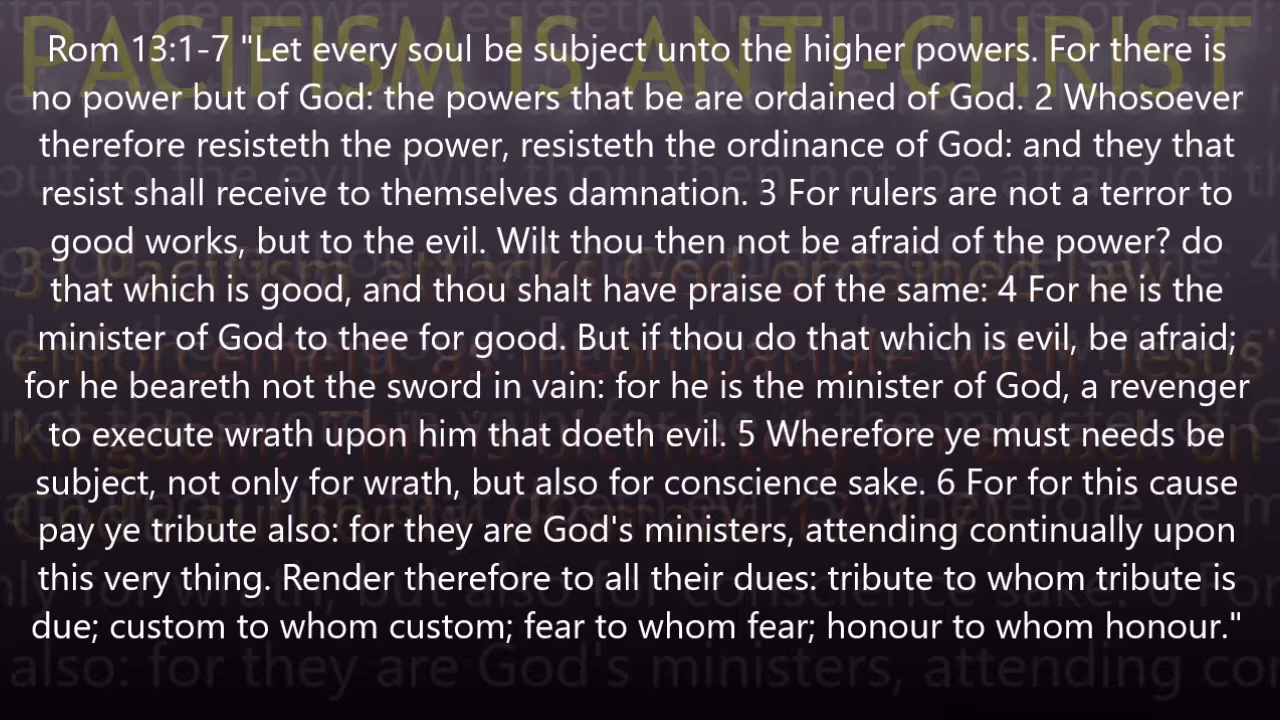 PACIFISM IS ANTI-CHRIST
Rom 13:1-7 "Let every soul be subject unto the higher powers. For there is
no power but of God: the powers that be are ordained of God. 2 Whosoever
therefore resisteth the power, resisteth the ordinance of God: and they that
resist shall receive to themselves damnation. 3 For rulers are not a terror to
good works, but to the evil. Wilt thou then not be afraid of the power? do
that which is good, and thou shalt have praise of the same: 4 For he is the
minister of God to thee for good. But if thou do that which is evil, be afraid;
for he beareth not the sword in vain: for he is the minister of God, a revenger
to execute wrath upon him that doeth evil. 5 Wherefore ye must needs be
subject, not only for wrath, but also for conscience sake. 6 For for this cause
pay ye tribute also: for they are God's ministers, attending continually upon
this very thing. Render therefore to all their dues: tribute to whom tribute is
due; custom to whom custom; fear to whom fear; honour to whom honour."
also: for they are God's ministers, attending